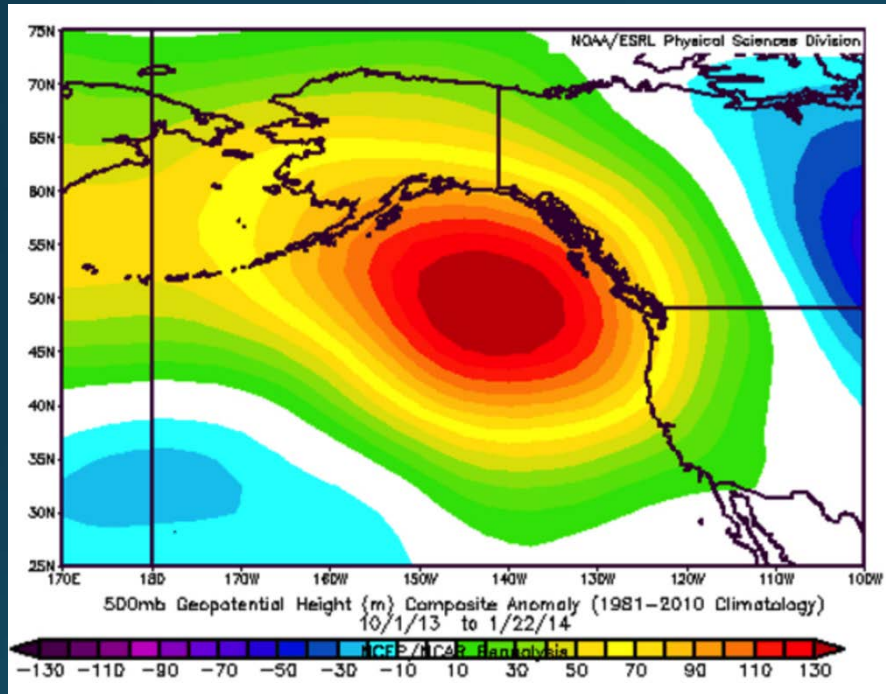 NOAA/ESRL Physical Sciences Division
75N
70N
65N
60N
55N
50N
45N
40N
35N
30N
25N
170E 180 170W 160W 150W 140W 130W 120W 110W 100W
500mb Geopotential Height {m} Composite Anomaly (1981-2010 Climatology)
10/1/13 to 1/22/14
NCEP/NCAR Reanalysis
-130 -110 -90 -70 -50 -30 -10 10 30 50 70 90 110 130